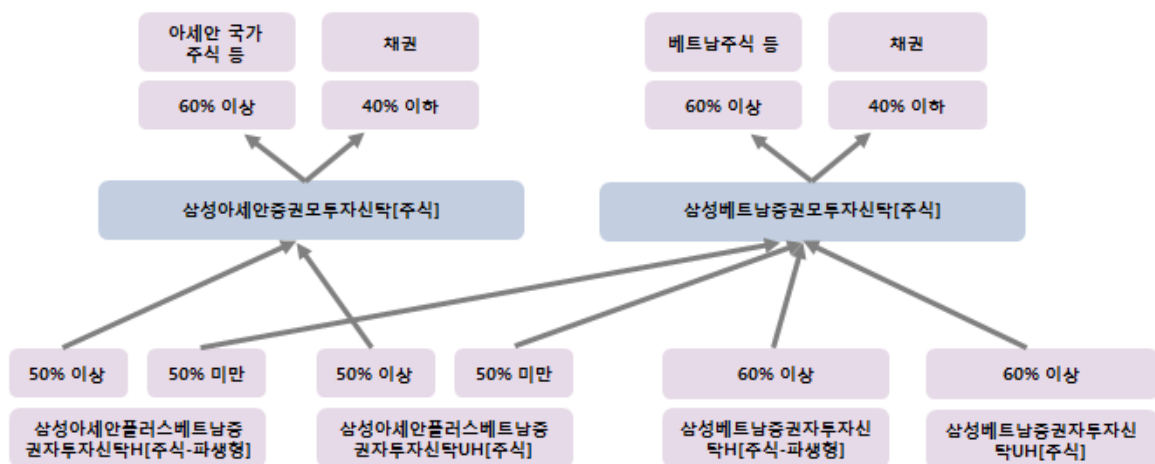 아세안 국가
주식 등
채권
베트남주식 등
채권
60% 이상
40% 이하
60% 이상
40% 이하
삼성아세안증권모투자신탁[주식]
삼성베트남증권모투자신탁[주식]
50% 이상
50% 미만
50% 이상
50% 미만
60% 이상
60% 이상
삼성아세안플러스베트남증
권자투자신탁H[주식-파생형]
삼성아세안플러스베트남증
권자투자신탁UH[주식]
삼성베트남증권자투자신
탁H[주식-파생형]
삼성베트남증권자투자신
탁UH[주식]